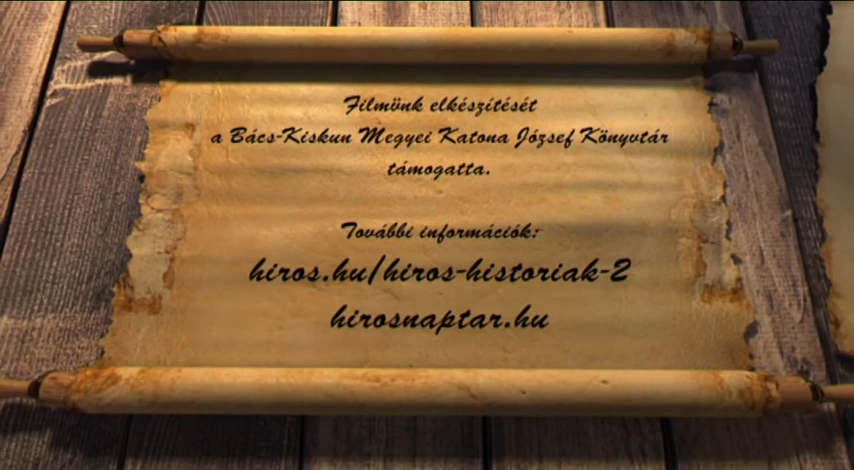 Filmünk elkészítését
a Bács-Kiskun Megyei Katona József Könyvtár
támogatta.
További információk:
hiros.hu/hiros-historiak-2
hirosnaptar.hu